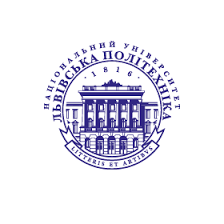 НАЦІОНАЛЬНИЙ УНІВЕРСИТЕТ
ЛЬВІВСЬКА ПОЛІТЕХНІКА
·1816·
LITTERIS ET ARTIBUS